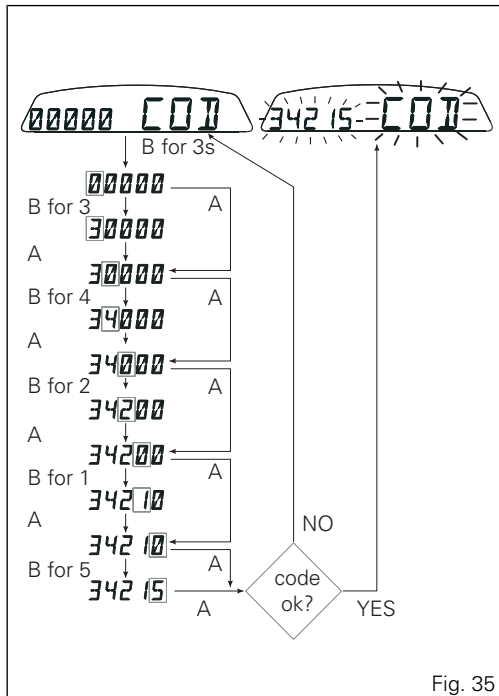 00000 COD
34215 COD
B for 3s
00000
A
B for 3
30000
A
30000
A
B for 4
34000
A
34000
A
B for 2
34200
A
34200
A
B for 1
34210
A
34210
A
B for 5
34215
A
code
ok?
NO
YES
Fig. 35